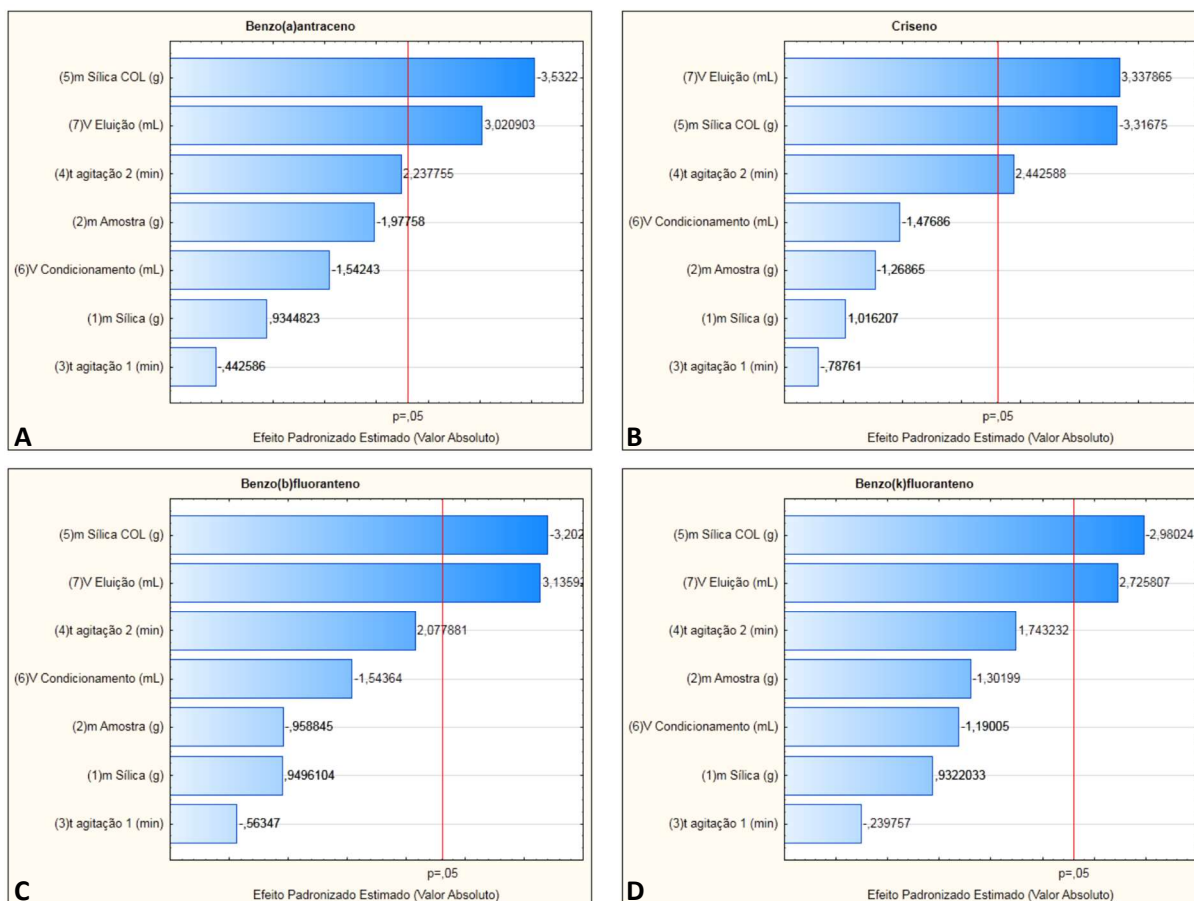 Benzo(a)antraceno
(5)m Sílica COL (g)
-3,5322
(7)V Eluição (mL)
3,020903
(4)t agitação 2 (min)
2,237755
(2)m Amostra (g)
-1,97758
(6)V Condicionamento (mL)
-1,54243
(1)m Sílica (g)
,9344823
(3)t agitação 1 (min)
-,442586
p=,05
Efeito Padronizado Estimado (Valor Absoluto)
A
Criseno
(7)V Eluição (mL)
3,337865
(5)m Sílica COL (g)
-3,31675
(4)t agitação 2 (min)
2,442588
(6)V Condicionamento (mL)
-1,47686
(2)m Amostra (g)
-1,26865
(1)m Sílica (g)
1,016207
(3)t agitação 1 (min)
-,78761
p=,05
Efeito Padronizado Estimado (Valor Absoluto)
B
Benzo(b)fluoranteno
(5)m Sílica COL (g)
-3,202
(7)V Eluição (mL)
3,13592
(4)t agitação 2 (min)
2,077881
(6)V Condicionamento (mL)
-1,54364
(2)m Amostra (g)
-,958845
(1)m Sílica (g)
,9496104
(3)t agitação 1 (min)
-,56347
p=,05
Efeito Padronizado Estimado (Valor Absoluto)
C
Benzo(k)fluoranteno
(5)m Sílica COL (g)
-2,98024
(7)V Eluição (mL)
2,725807
(4)t agitação 2 (min)
1,743232
(2)m Amostra (g)
-1,30199
(6)V Condicionamento (mL)
-1,19005
(1)m Sílica (g)
,9322033
(3)t agitação 1 (min)
-,239757
p=,05
Efeito Padronizado Estimado (Valor Absoluto)
D